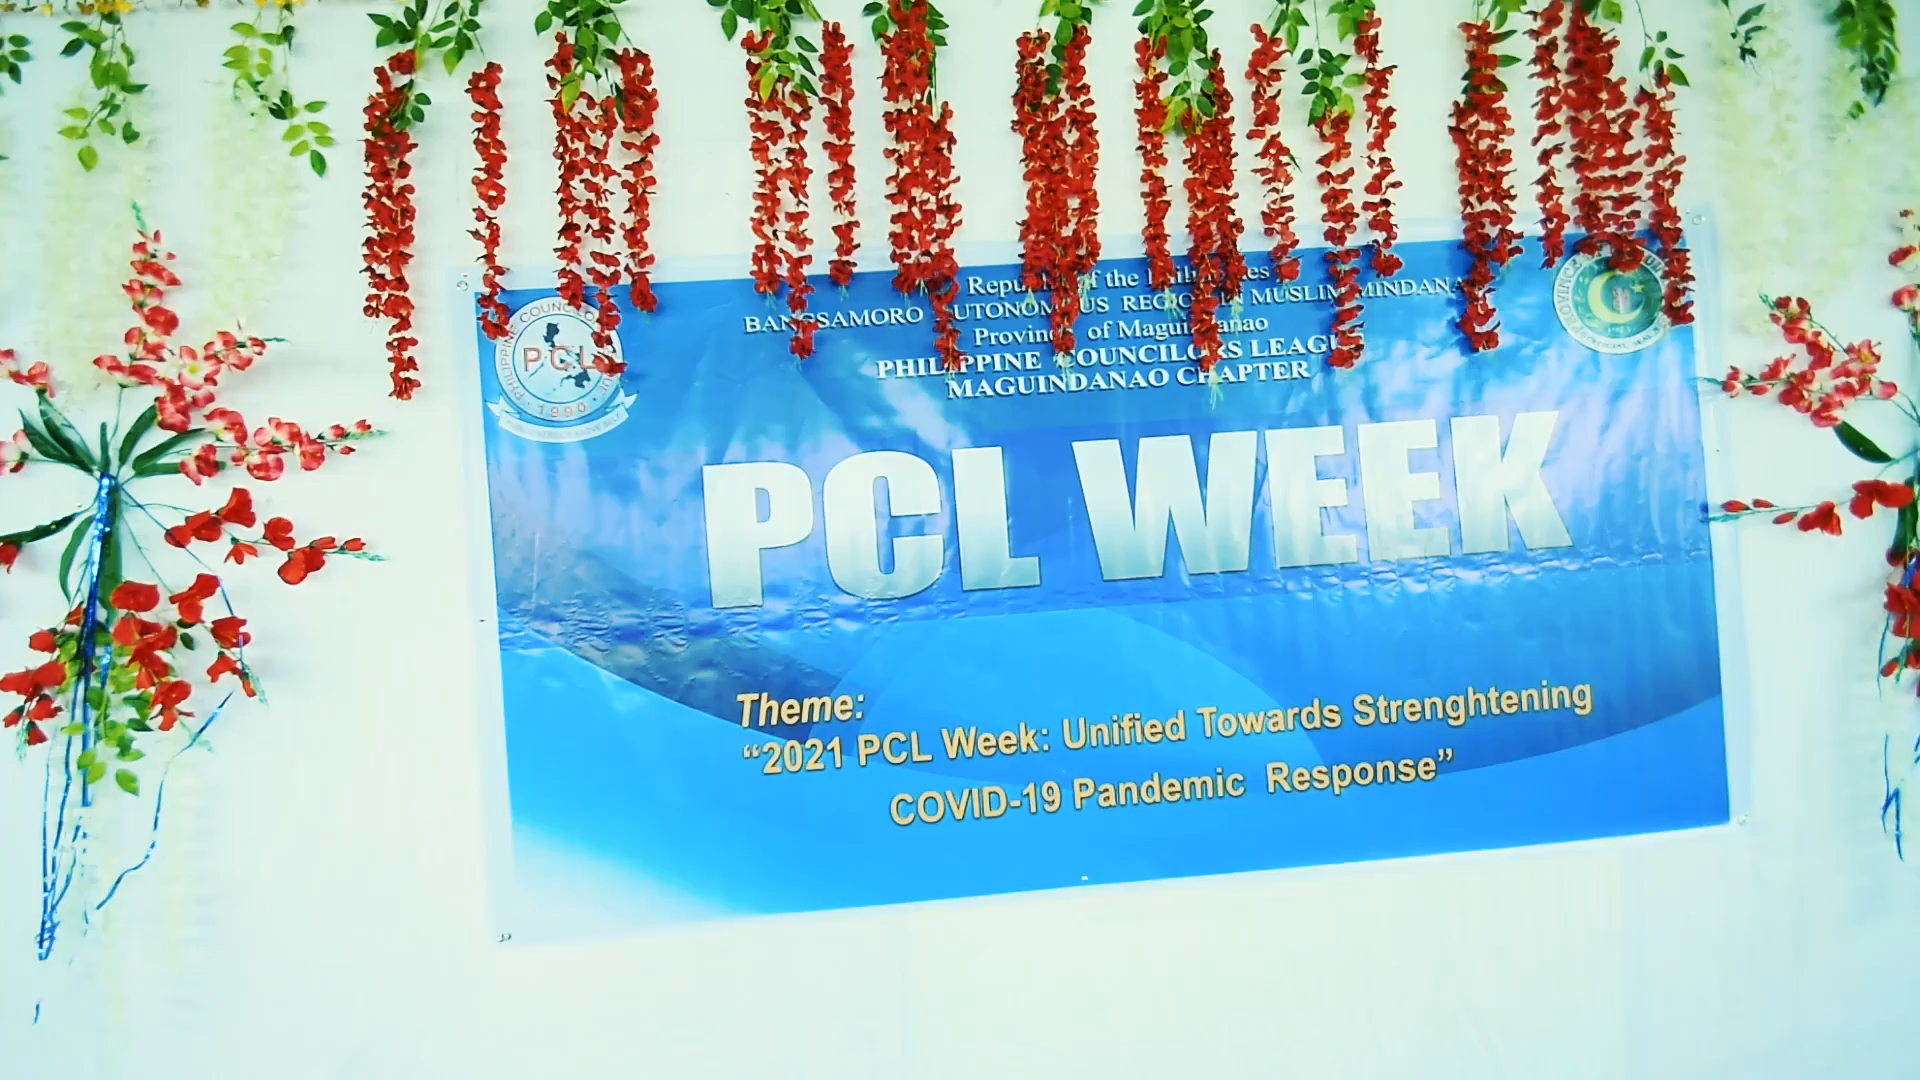 Republic of the Philippines
BANGSAMORO AUTONOMOUS REGION IN MUSLIM MINDANAO
Province of Maguindanao
PHILIPPINE COUNCILORS LEAGUE
MAGUINDANAO CHAPTER
PCL
1990
PCL WEEK
Theme:
“2021 PCL Week: Unified Towards Strenghtening
COVID-19 Pandemic Response”